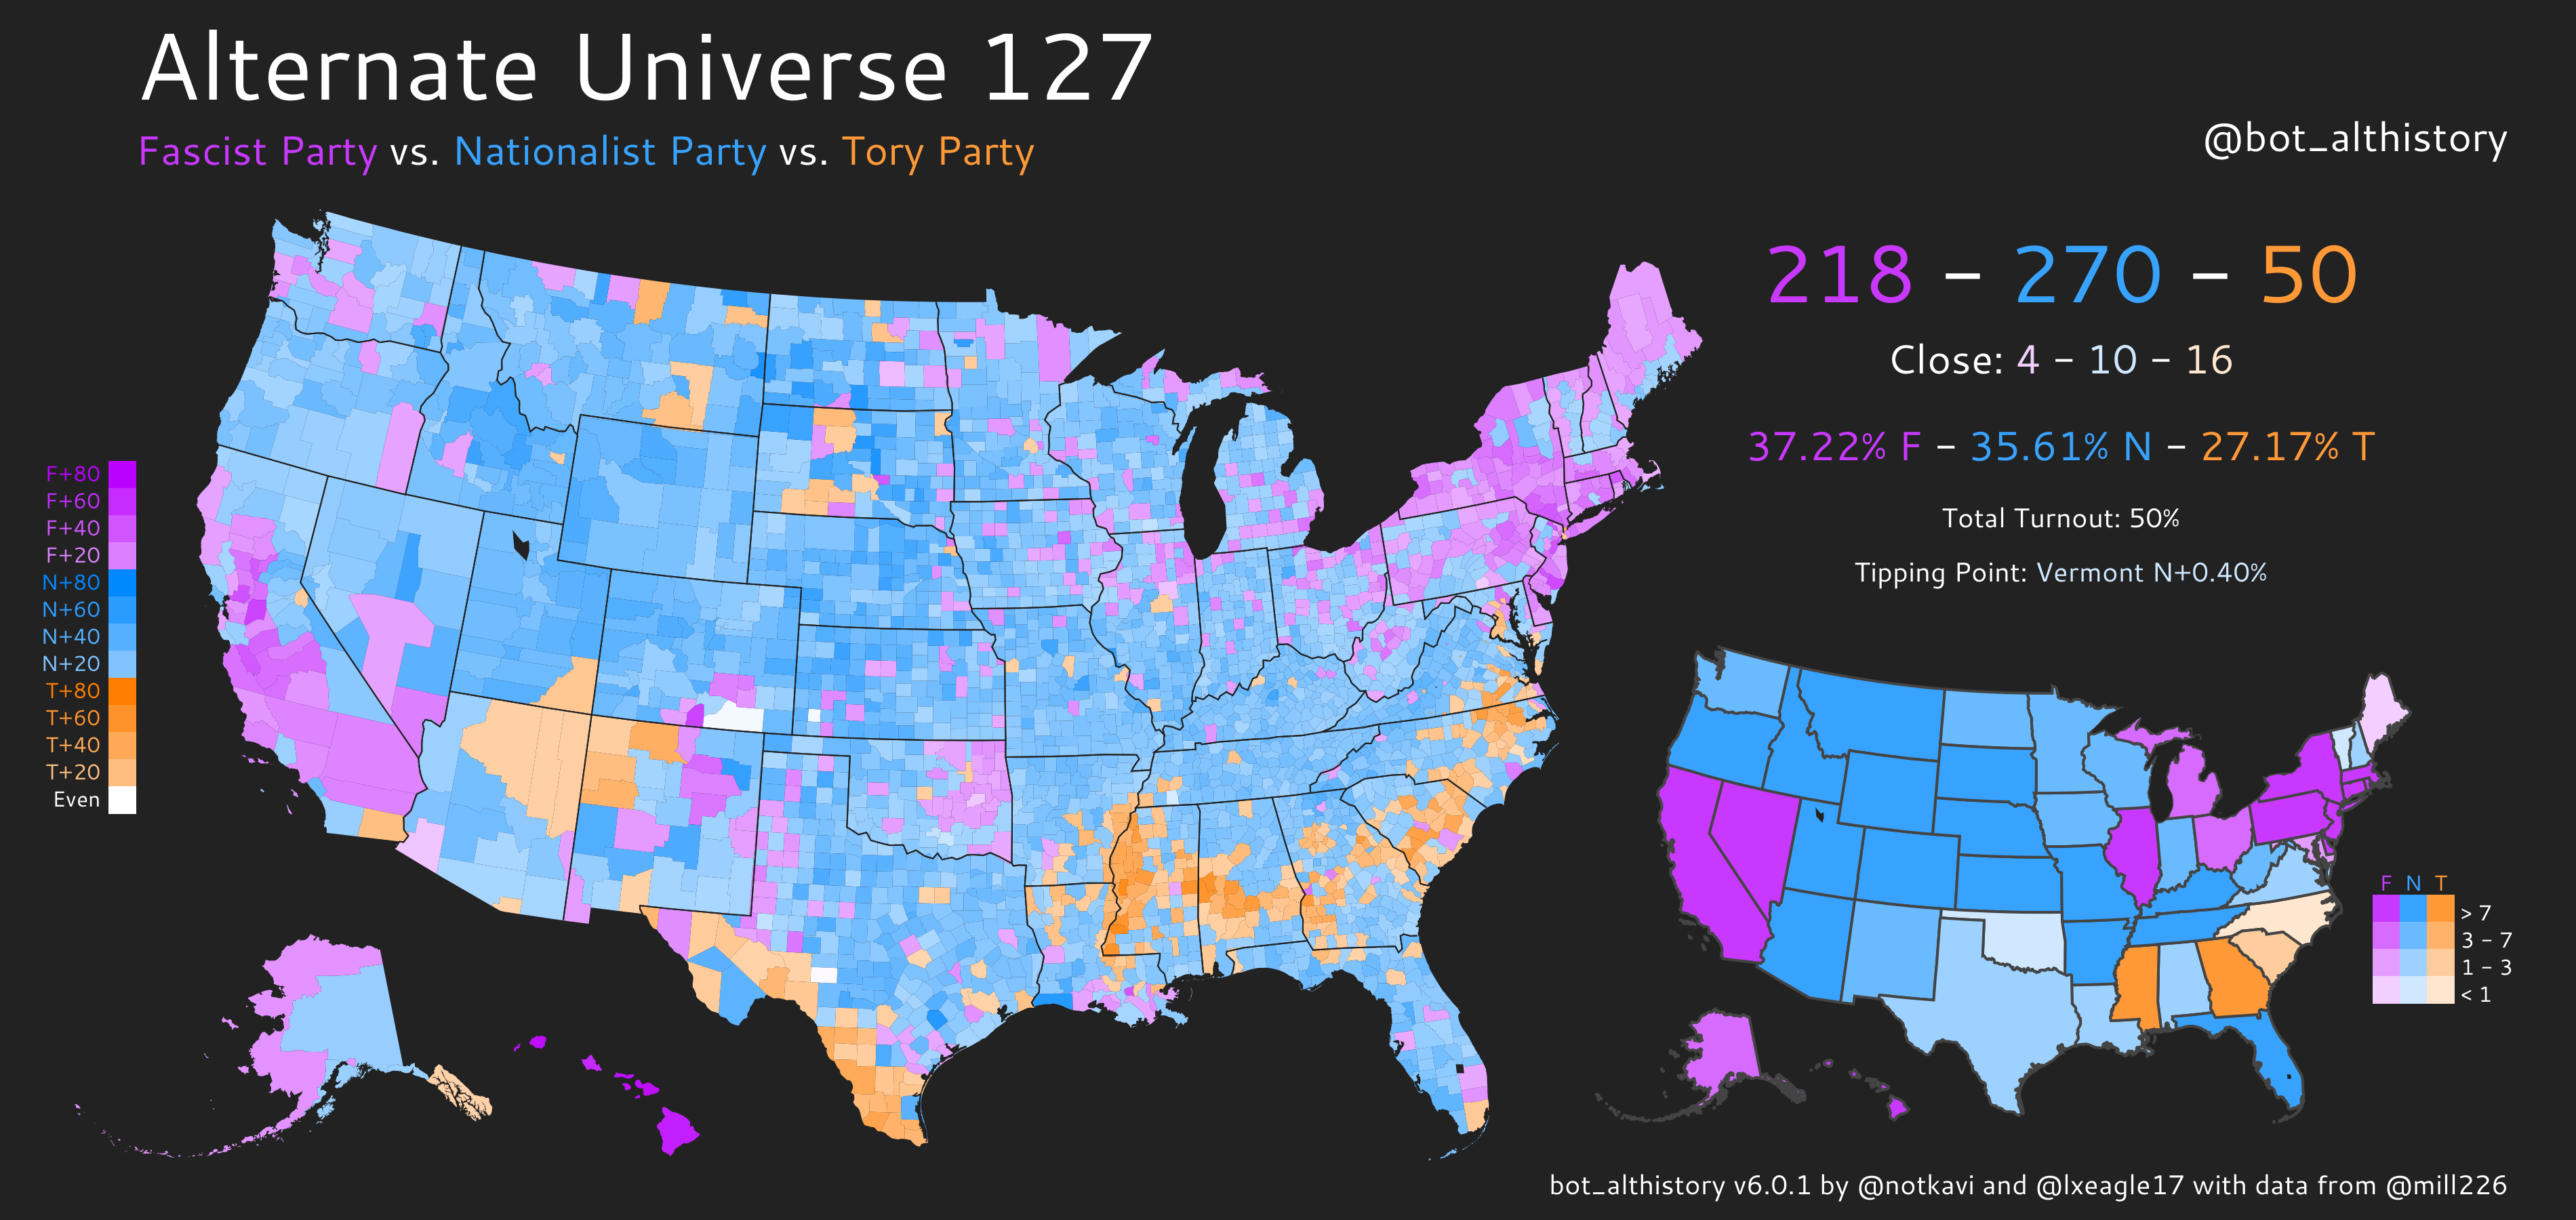 Alternate Universe 127
Fascist Party vs. Nationalist Party vs. Tory Party
@bot_althistory
218 - 270 - 50
Close: 4 - 10 - 16
37.22% F - 35.61% N - 27.17% T
Total Turnout: 50%
Tipping Point: Vermont N+0.40%
F+80
F+60
F+40
F+20
N+80
N+60
N+40
N+20
T+80
T+60
T+40
T+20
Even
F N T
> 7
3 - 7
1 - 3
< 1
bot_althistory v6.0.1 by @notkavi and @lxeagle17 with data from @mill226